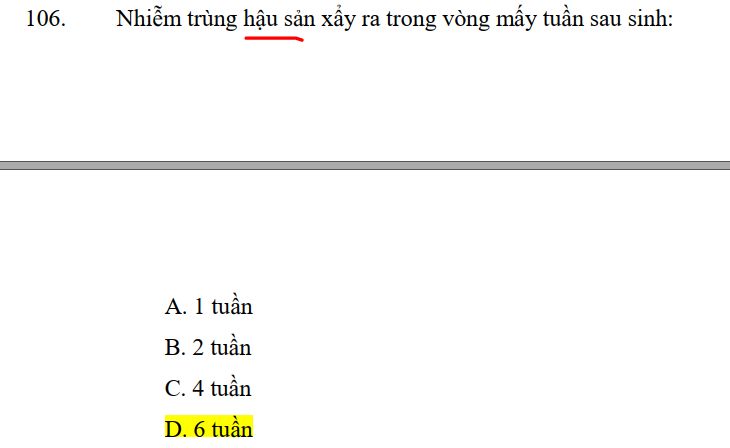 106. Nhiễm trùng hậu sản xẩy ra trong vòng mấy tuần sau sinh:
A. 1 tuần
B. 2 tuần
C. 4 tuần
D. 6 tuần